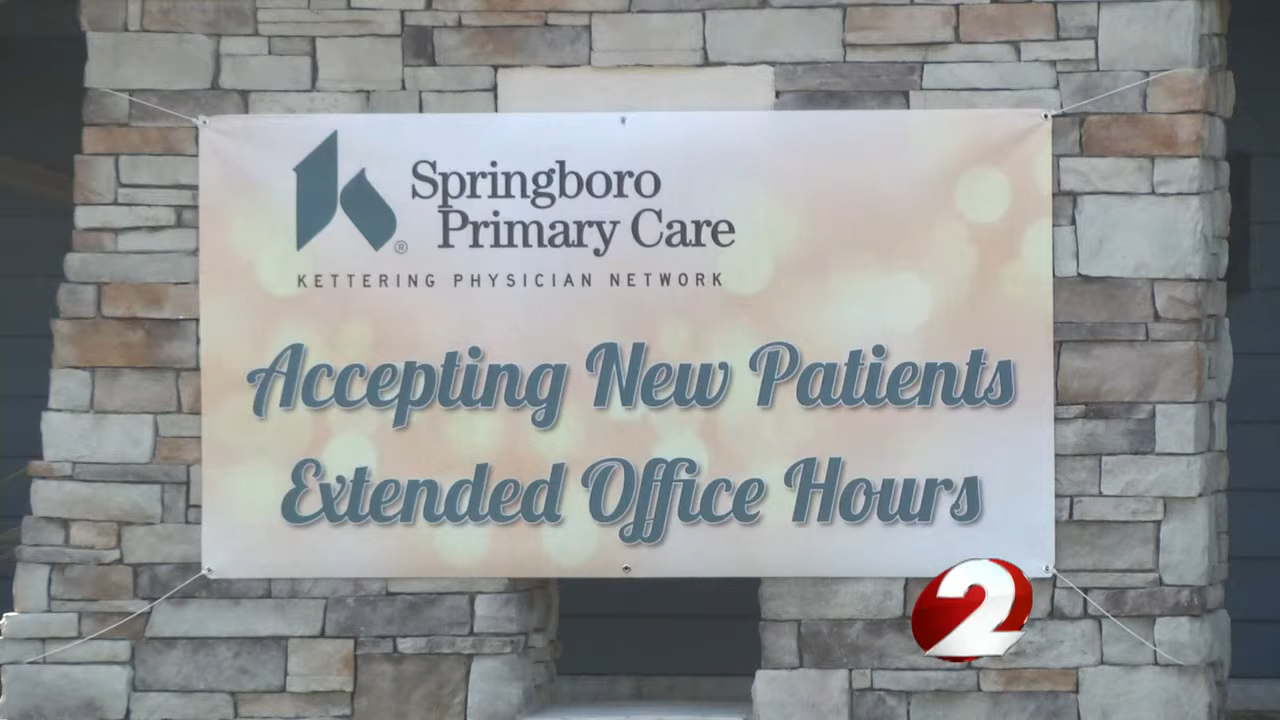 Springboro
Primary Care
®
KETTERING PHYSICIAN NETWORK
Accepting New Patients
Extended Office Hours
2